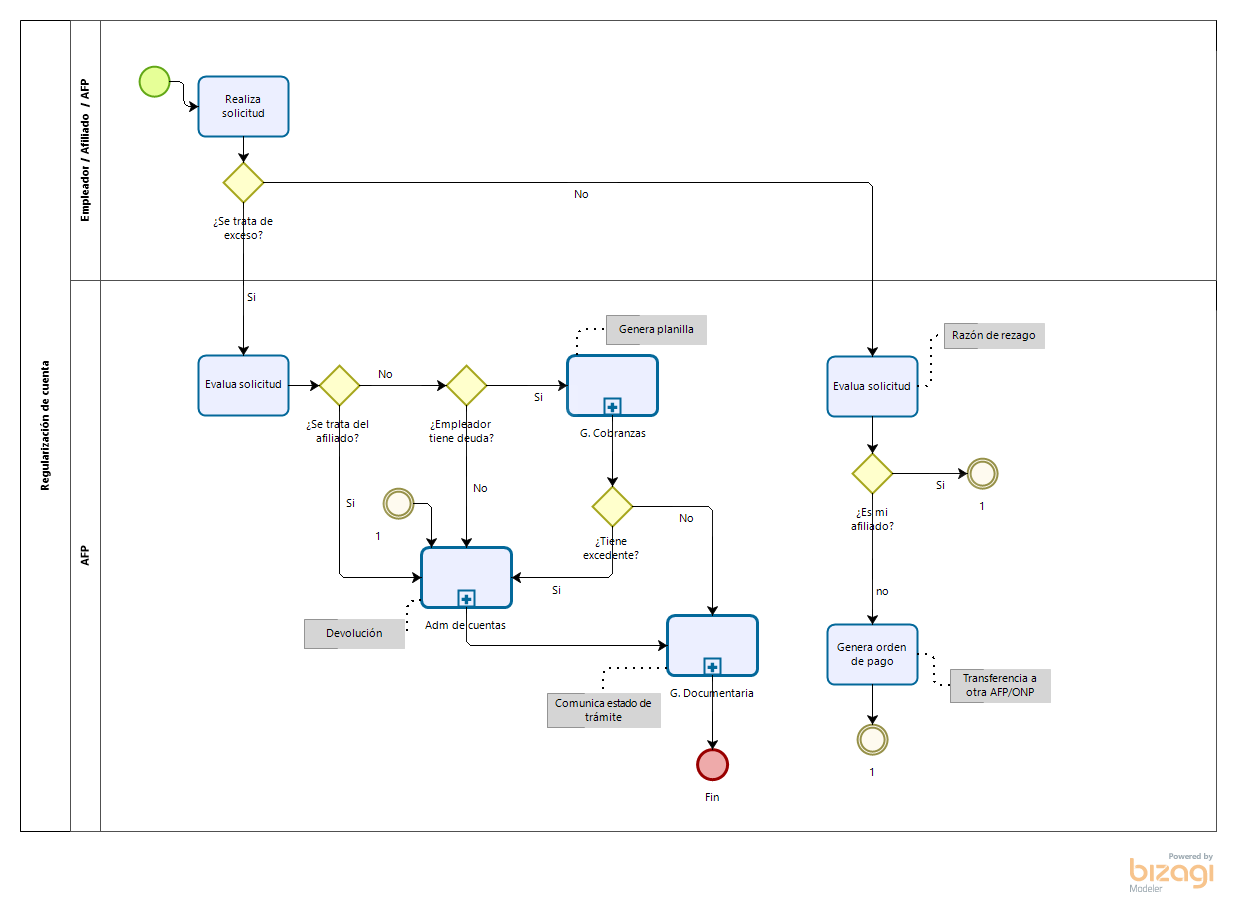 Regularización de cuenta
Empleador / Afiliado / AFP
Realiza
solicitud
¿Se trata de
exceso?
No
Si
AFP
Evalua solicitud
¿Se trata del
afiliado?
No
Si
¿Empleador
tiene deuda?
Si
No
Genera planilla
G. Cobranzas
1
¿Tiene
excedente?
No
Si
Adm de cuentas
Devolución
G. Documentaria
Comunica estado de
trámite
Fin
Razón de rezago
Evalua solicitud
¿Es mi
afiliado?
Si
1
no
Genera orden
de pago
Transferencia a
otra AFP/ONP
1
Powered by
bizagi
Modeler